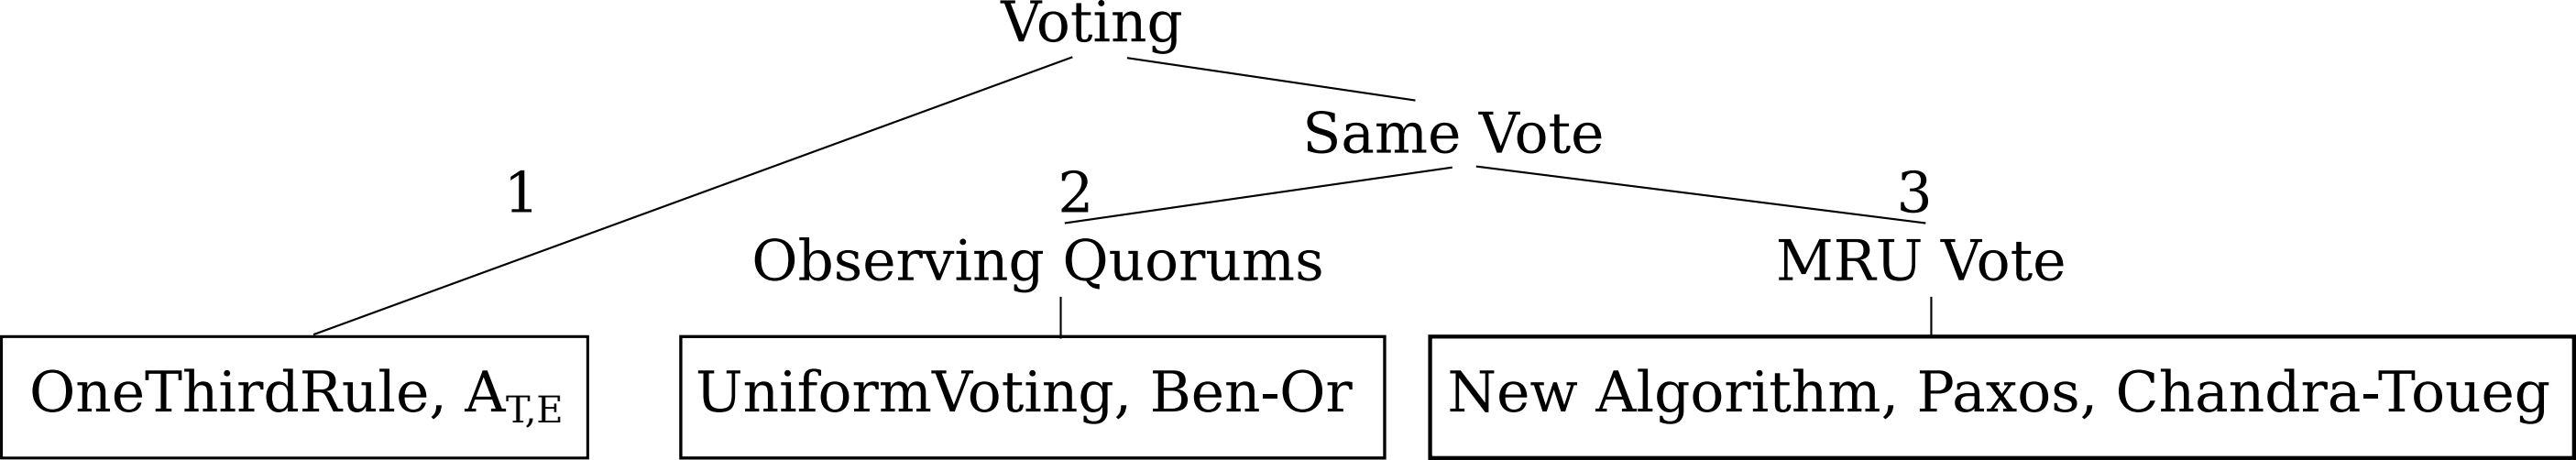 Voting
Same Vote
1
2
3
Observing Quorums
MRU Vote
OneThirdRule, A_T,E
UniformVoting, Ben-Or
New Algorithm, Paxos, Chandra-Toueg